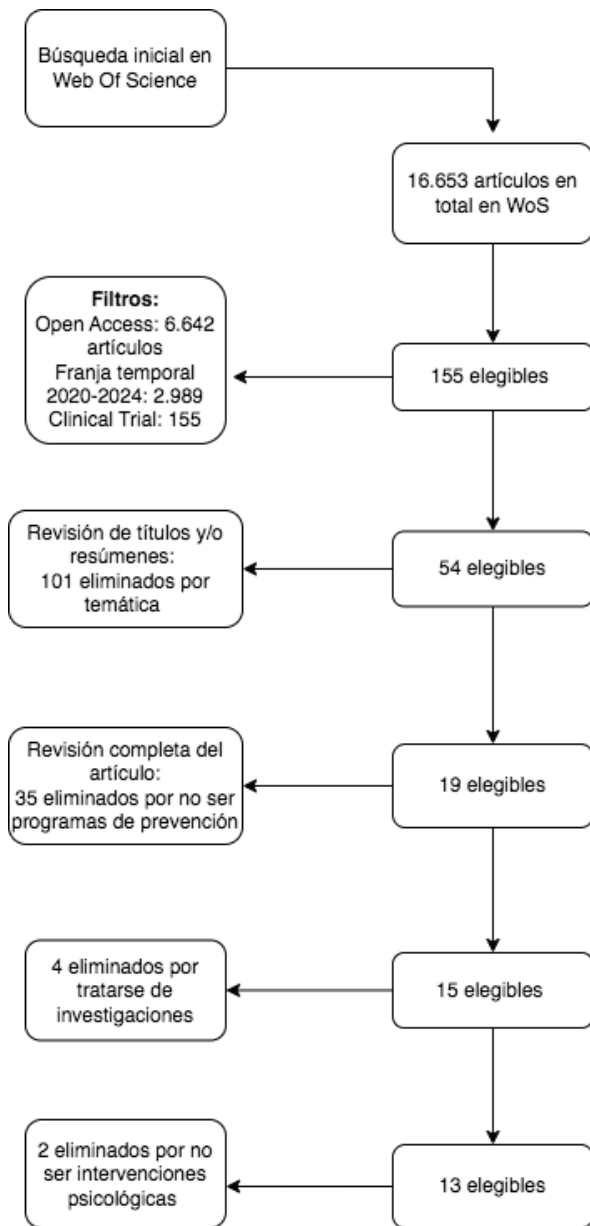 Búsqueda inicial en
Web Of Science
16.653 artículos en
total en WoS
Filtros:
Open Access: 6.642
artículos
Franja temporal
2020-2024: 2.989
Clinical Trial: 155
155 elegibles
Revisión de títulos y/o
resúmenes:
101 eliminados por
temática
54 elegibles
Revisión completa del
artículo:
35 eliminados por no ser
programas de prevención
19 elegibles
4 eliminados por
tratarse de
investigaciones
15 elegibles
2 eliminados por no
ser intervenciones
psicológicas
13 elegibles